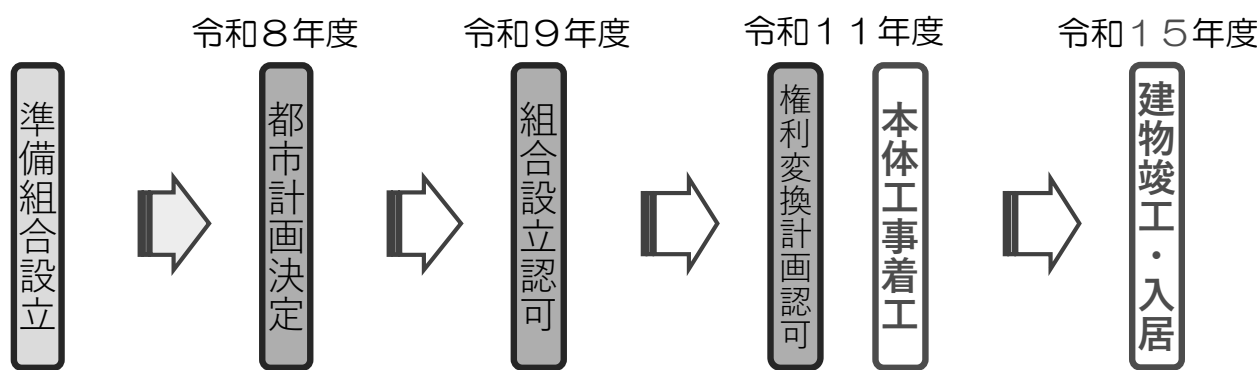 令和８年度
令和９年度
令和１１年度
令和１５年度
準備組合設立
都市計画決定
組合設立認可
権利変換計画認可
本体工事着工
建物竣工・入居